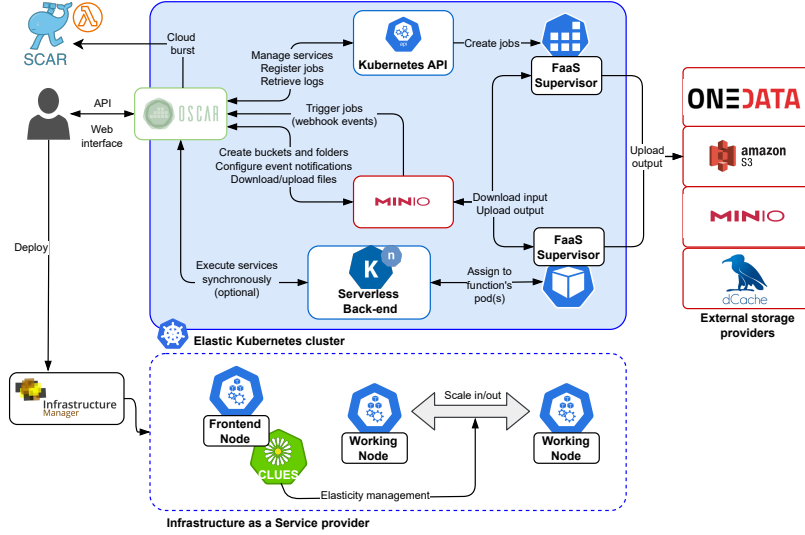 SCAR
Cloud
burst
API
Web
interface
OSCAR
Manage services
Register jobs
Retrieve logs
api
Kubernetes API
Create jobs
FaaS
Supervisor
Trigger jobs
(webhook events)
Create buckets and folders
Configure event notifications
Download/upload files
MINIO
Download input
Upload output
Upload
output
ONEDATA
amazon
S3
MINIO
dCache
External storage
providers
FaaS
Supervisor
Deploy
Execute services
synchronously
(optional)
K
n
Serverless
Back-end
Assign to
function's
pod(s)
Elastic Kubernetes cluster
Infrastructure
Manager
Frontend
Node
CLUES
Working
Node
Scale in/out
Working
Node
Elasticity management
Infrastructure as a Service provider